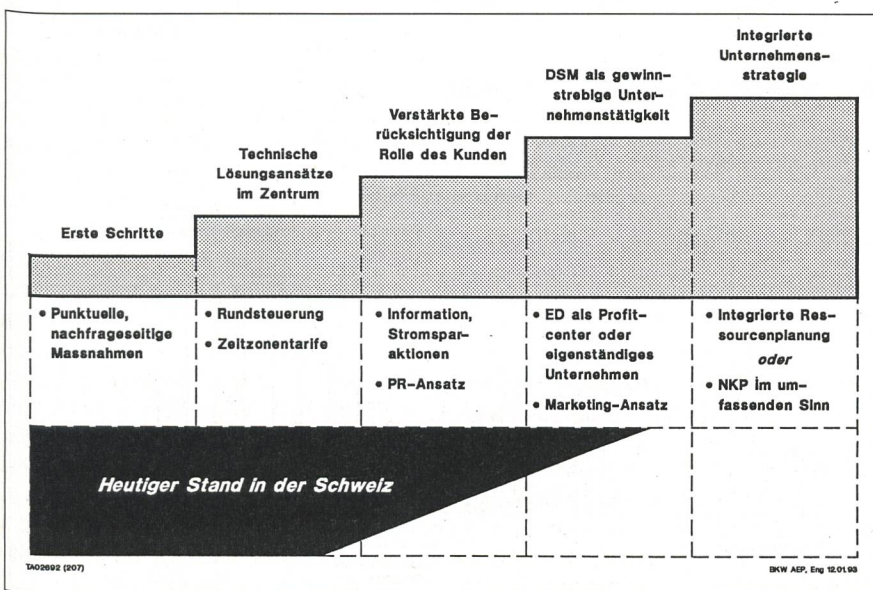 Erste Schritte
Technische
Lösungsansätze
im Zentrum
Verstärkte Be-
rücksichtigung der
Rolle des Kunden
DSM als gewinn-
strebige Unter-
nehmenstätigkeit
Integrierte
Unternehmens-
strategie
• Punktuelle,
nachfrageseitige
Massnahmen
• Rundsteuerung
• Zeitzonentarife
• Information,
Stromspar-
aktionen
• PR-Ansatz
• ED als Profit-
center oder
eigenständiges
Unternehmen
• Marketing-Ansatz
• Integrierte Res-
sourcenplanung
oder
• NKP im um-
fassenden Sinn
Heutiger Stand in der Schweiz
TA02692 (207)
BKW AEP, Eng 12.01.93